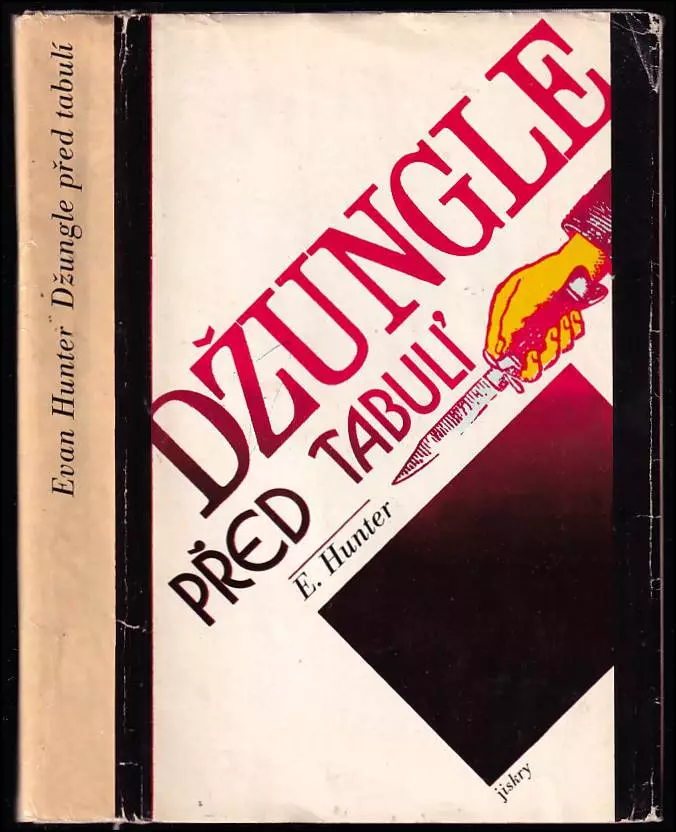 Evan Hunter Džungle před tabulí
DŽUNGLE
PŘED TABULÍ
E. Hunter
jiskry